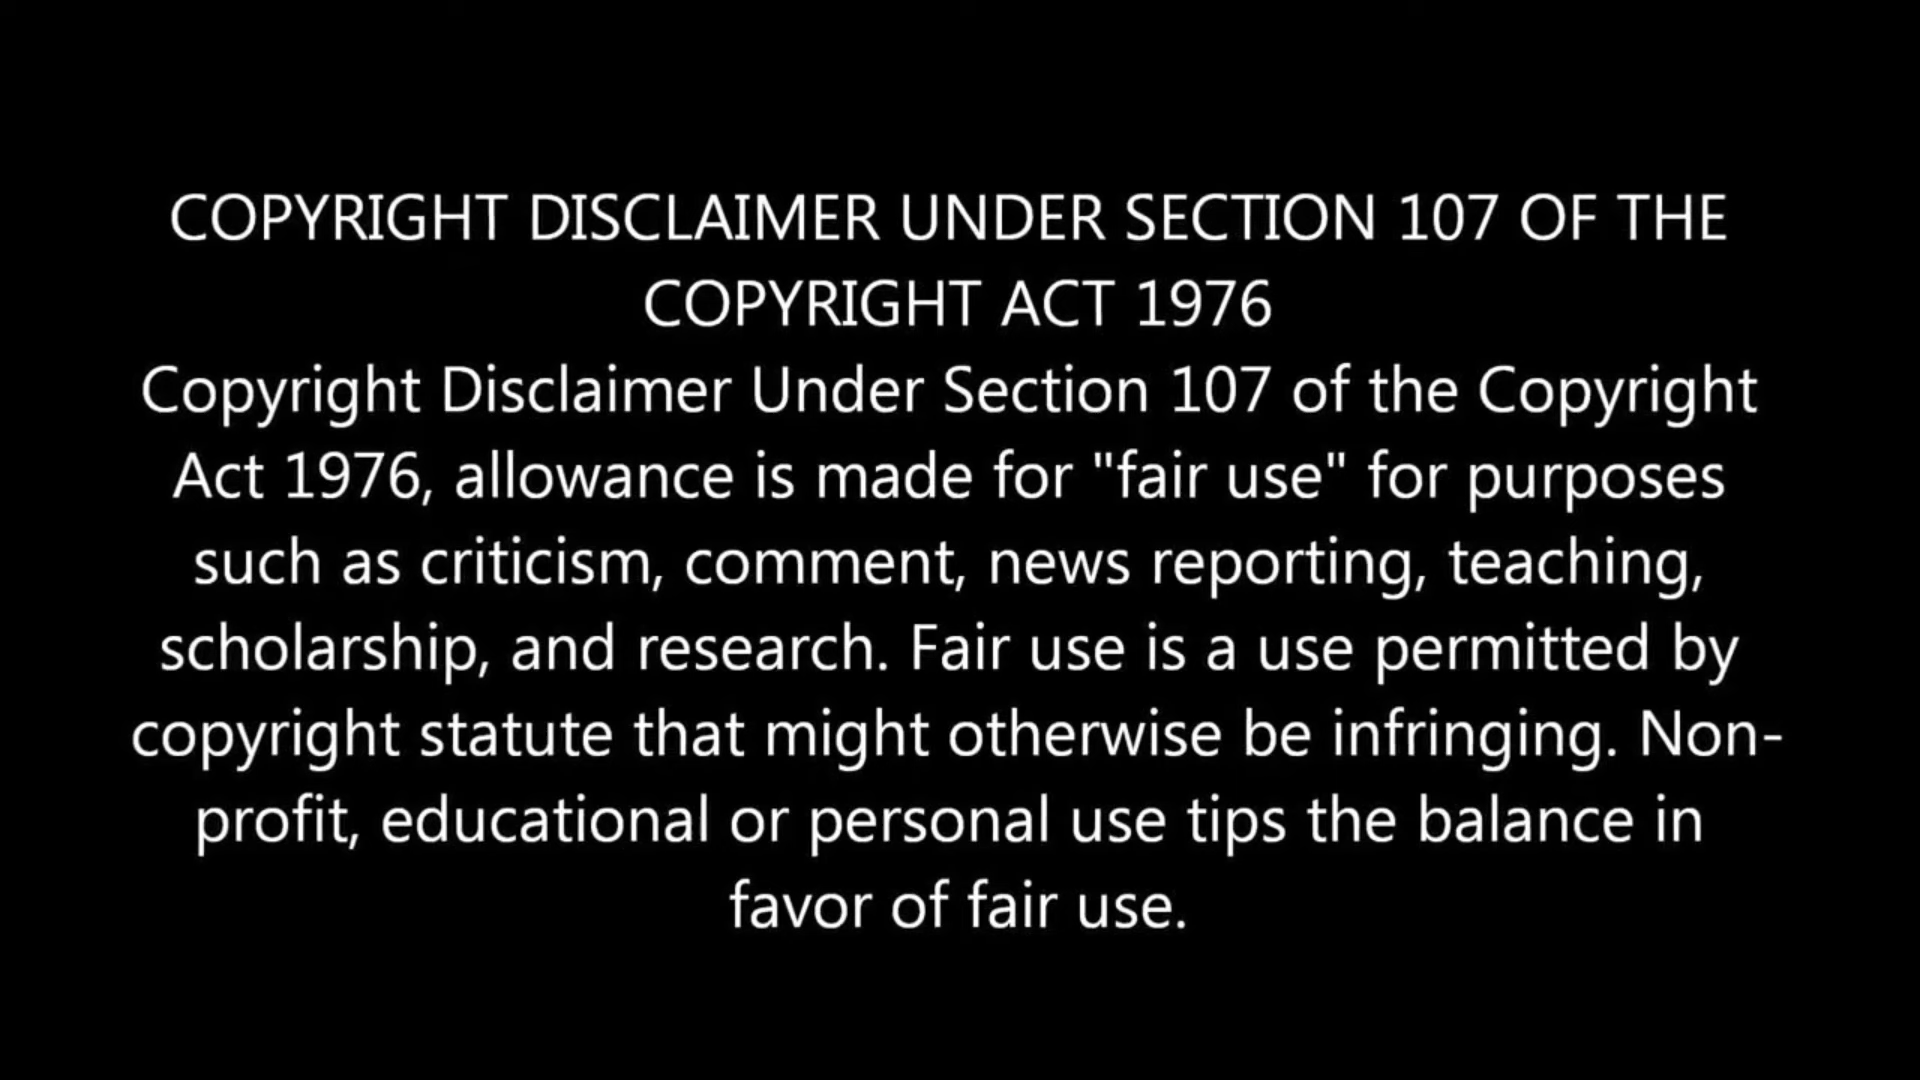 COPYRIGHT DISCLAIMER UNDER SECTION 107 OF THE
COPYRIGHT ACT 1976
Copyright Disclaimer Under Section 107 of the Copyright
Act 1976, allowance is made for "fair use" for purposes
such as criticism, comment, news reporting, teaching,
scholarship, and research. Fair use is a use permitted by
copyright statute that might otherwise be infringing. Non-
profit, educational or personal use tips the balance in
favor of fair use.